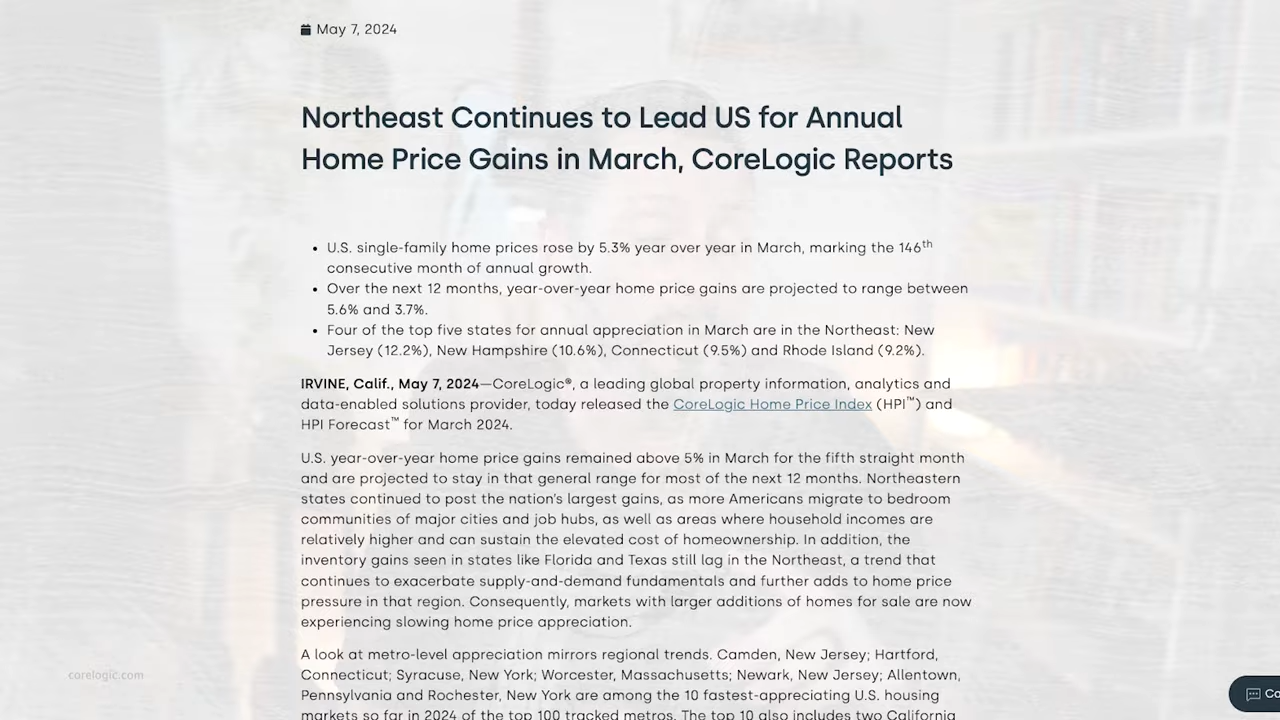 May 7, 2024
Northeast Continues to Lead US for Annual
Home Price Gains in March, CoreLogic Reports
• U.S. single-family home prices rose by 5.3% year over year in March, marking the 146th
consecutive month of annual growth.
• Over the next 12 months, year-over-year home price gains are projected to range between
5.6% and 3.7%.
• Four of the top five states for annual appreciation in March are in the Northeast: New
Jersey (12.2%), New Hampshire (10.6%), Connecticut (9.5%) and Rhode Island (9.2%).
IRVINE, Calif., May 7, 2024—CoreLogic®, a leading global property information, analytics and
data-enabled solutions provider, today released the CoreLogic Home Price Index (HPI™) and
HPI Forecast™ for March 2024.
U.S. year-over-year home price gains remained above 5% in March for the fifth straight month
and are projected to stay in that general range for most of the next 12 months. Northeastern
states continued to post the nation's largest gains, as more Americans migrate to bedroom
communities of major cities and job hubs, as well as areas where household incomes are
relatively higher and can sustain the elevated cost of homeownership. In addition, the
inventory gains seen in states like Florida and Texas still lag in the Northeast, a trend that
continues to exacerbate supply-and-demand fundamentals and further adds to home price
pressure in that region. Consequently, markets with larger additions of homes for sale are now
experiencing slowing home price appreciation.
A look at metro-level appreciation mirrors regional trends. Camden, New Jersey; Hartford,
Connecticut; Syracuse, New York; Worcester, Massachusetts; Newark, New Jersey; Allentown,
Pennsylvania and Rochester, New York are among the 10 fastest-appreciating U.S. housing
markets so far in 2024 of the top 100 tracked metros. The top 10 also includes two California
corelogic.com
Co